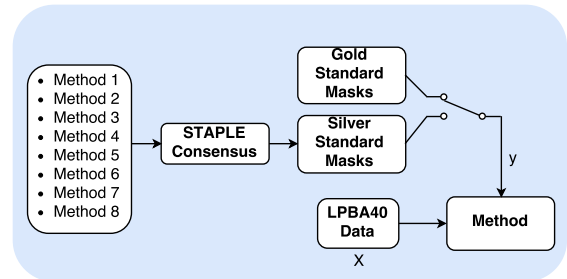 Method 1
Method 2
Method 3
Method 4
Method 5
Method 6
Method 7
Method 8
STAPLE
Consensus
Gold
Standard
Masks
Silver
Standard
Masks
y
LPBA40
Data
X
Method